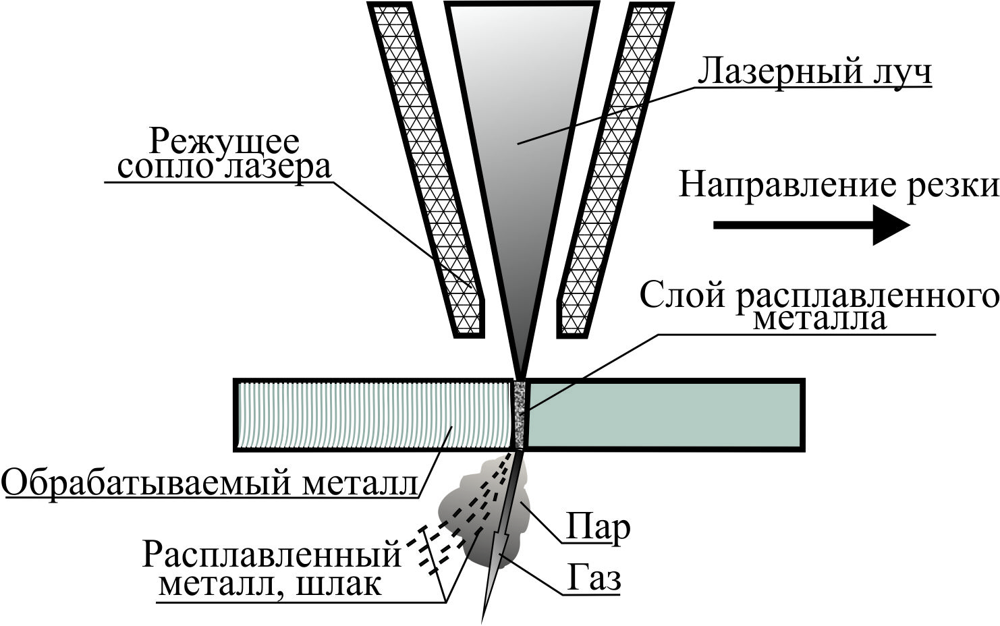 Лазерный луч
Режущее
сопло лазера
Направление резки
Слой расплавленного
металла
Обрабатываемый металл
Пар
Расплавленный
металл, шлак
Газ